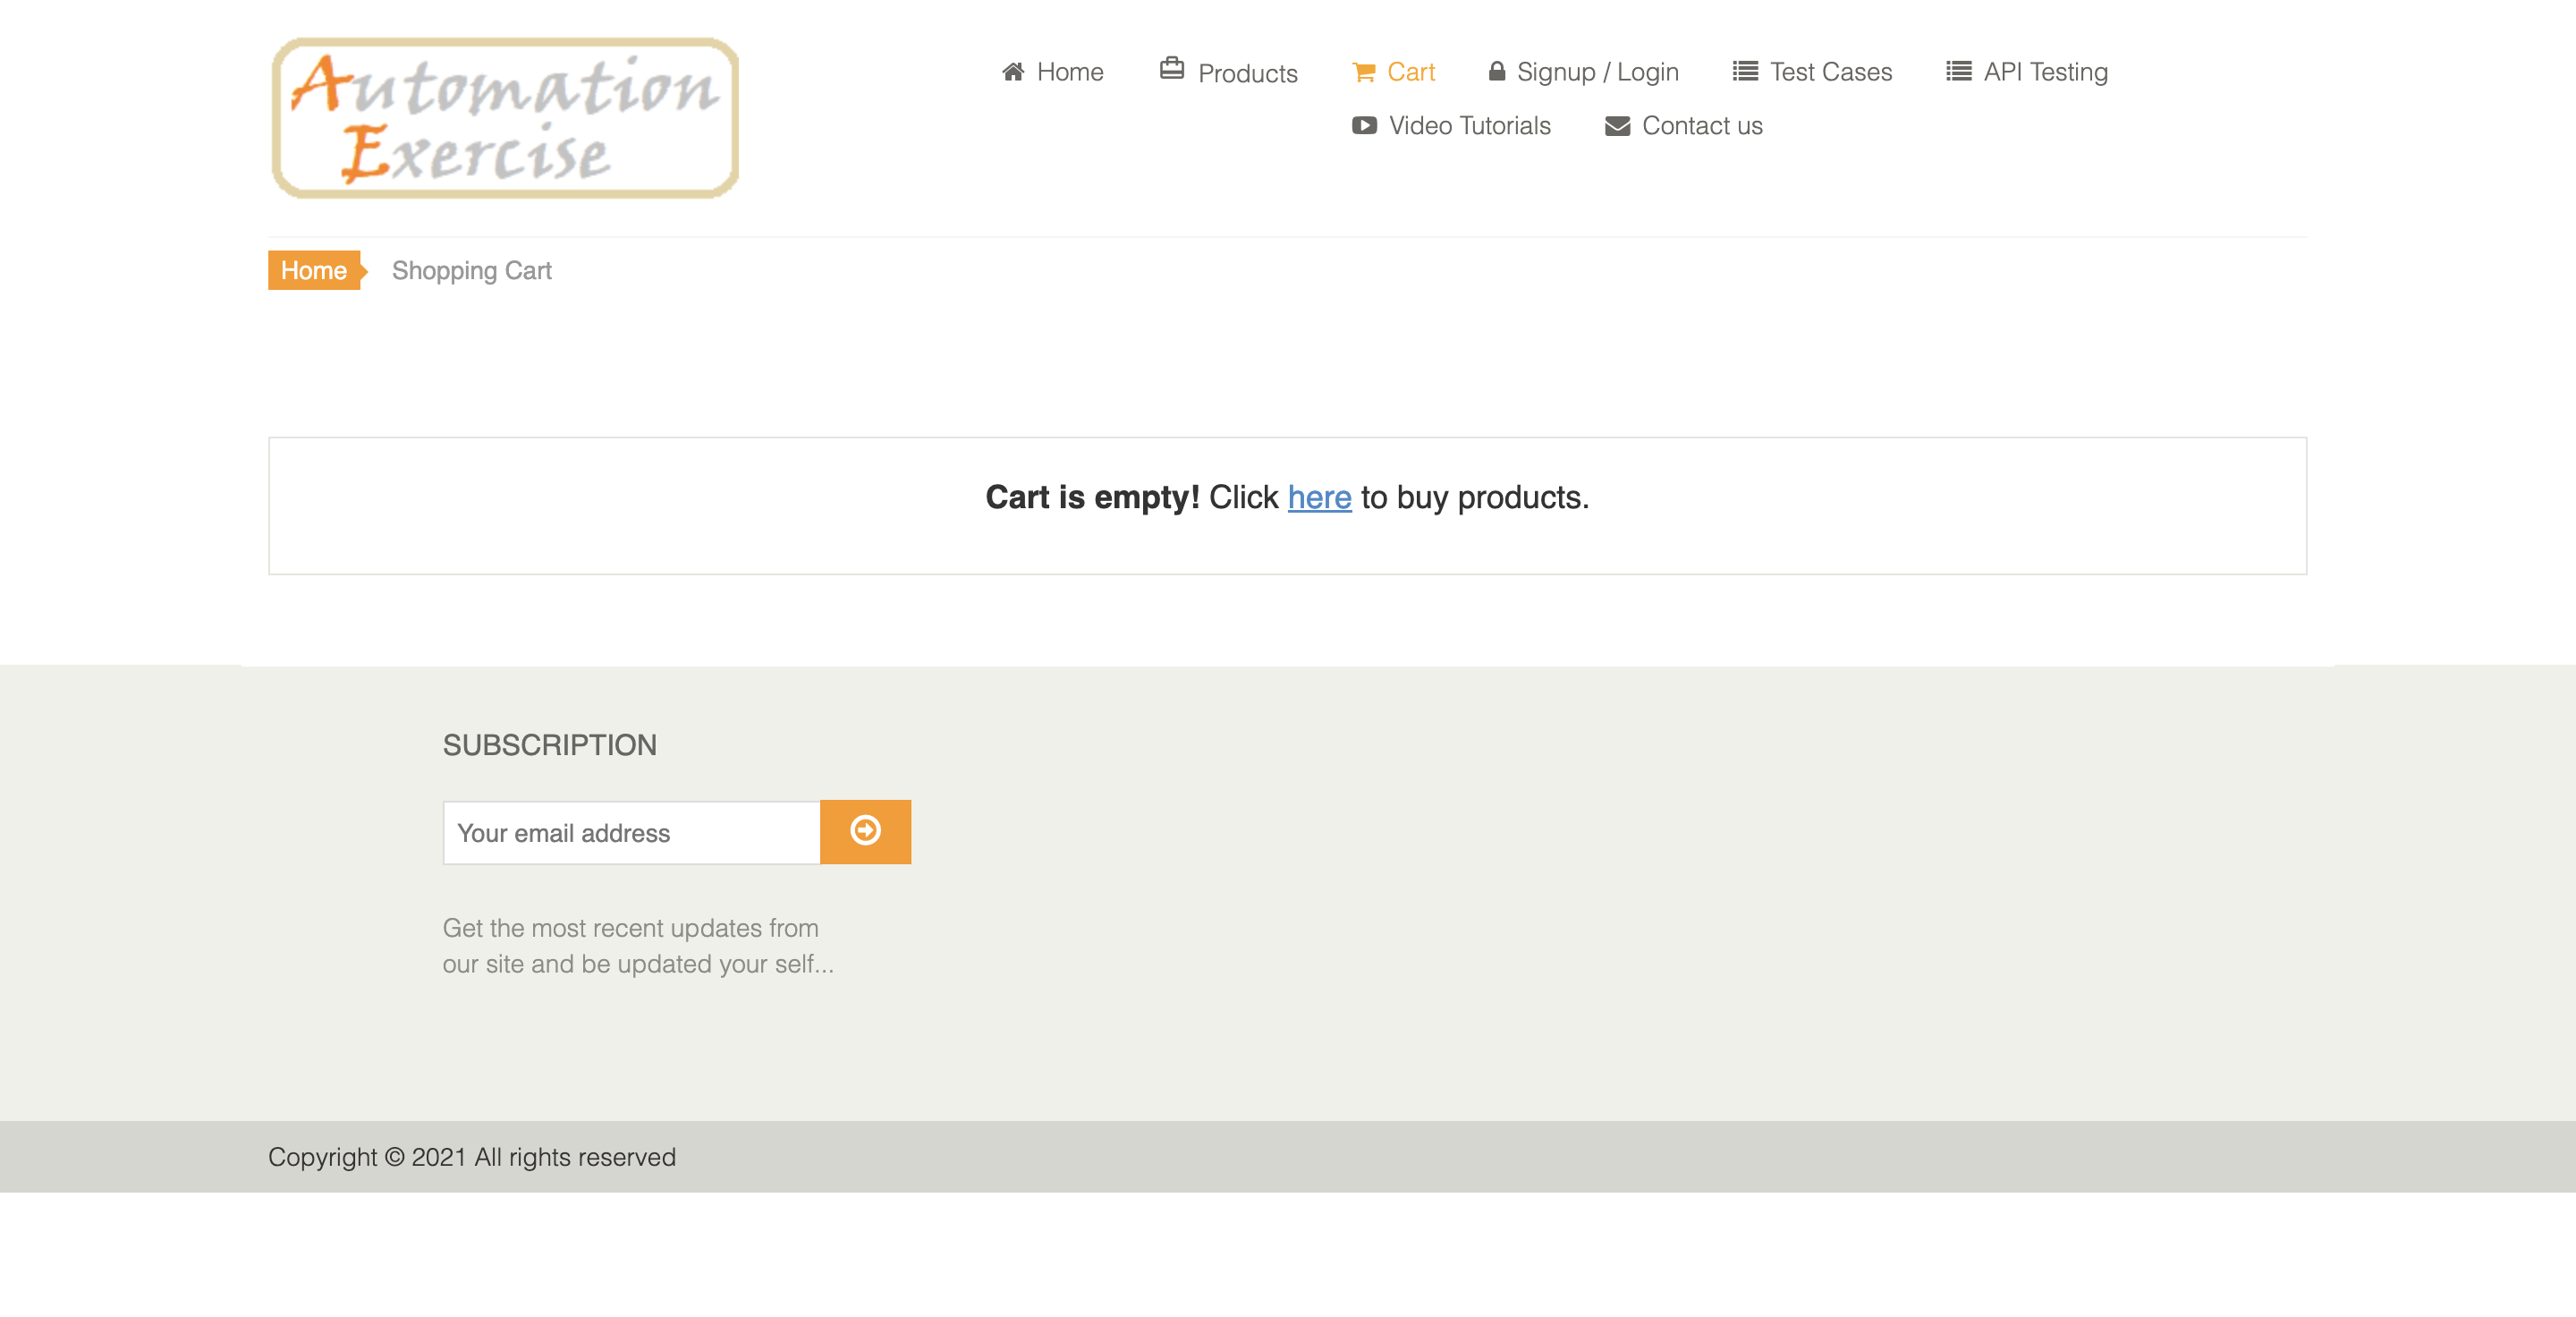 Automation
Exercise
Home Products Cart Signup / Login Test Cases API Testing
Video Tutorials Contact us
Home Shopping Cart
Cart is empty! Click here to buy products.
SUBSCRIPTION
Your email address
Get the most recent updates from
our site and be updated your self...
Copyright © 2021 All rights reserved